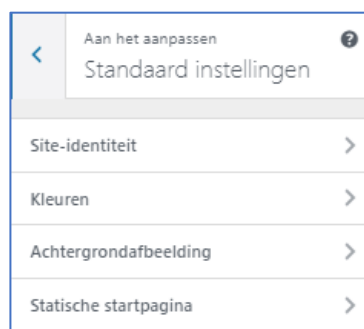 Aan het aanpassen
Standaard instellingen
Site-identiteit
Kleuren
Achtergrondafbeelding
Statische startpagina